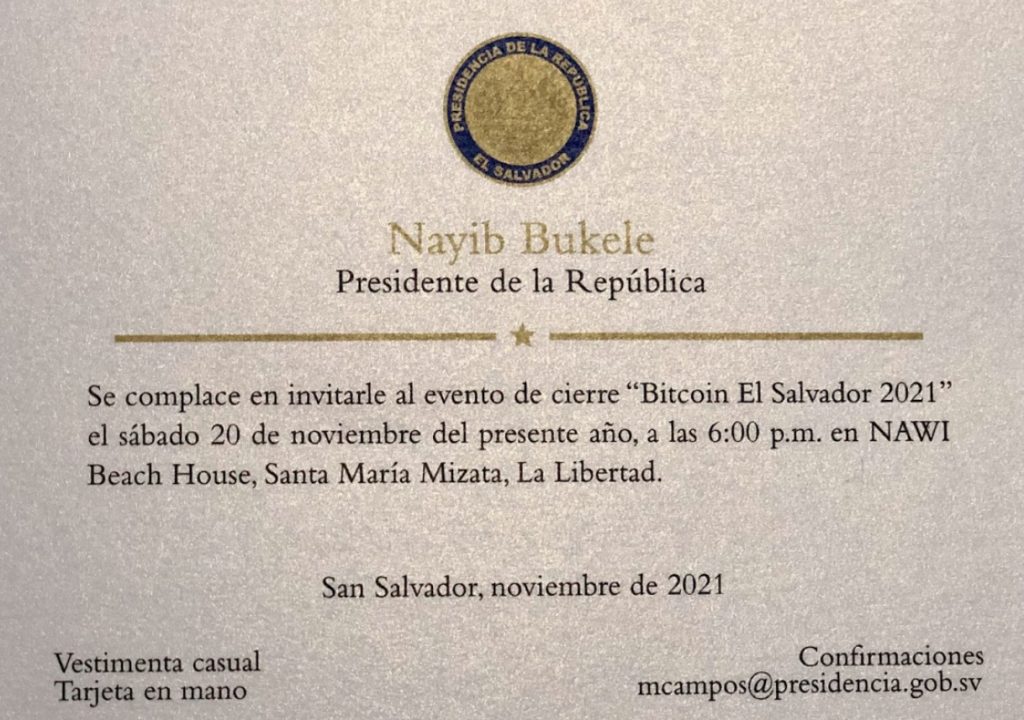 PRESIDENCIA DE LA REPÚBLICA
EL SALVADOR
Nayib Bukele
Presidente de la República
Se complace en invitarle al evento de cierre “Bitcoin El Salvador 2021”
el sábado 20 de noviembre del presente año, a las 6:00 p.m. en NAWI
Beach House, Santa María Mizata, La Libertad.
San Salvador, noviembre de 2021
Vestimenta casual
Tarjeta en mano
Confirmaciones
mcampos@presidencia.gob.sv